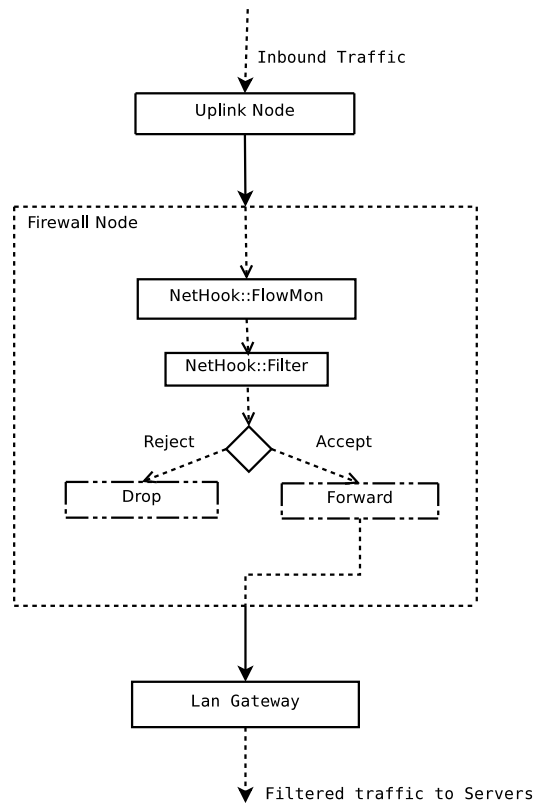 Inbound Traffic
Uplink Node
Firewall Node
NetHook::FlowMon
NetHook::Filter
Reject
Accept
Drop
Forward
Lan Gateway
Filtered traffic to Servers